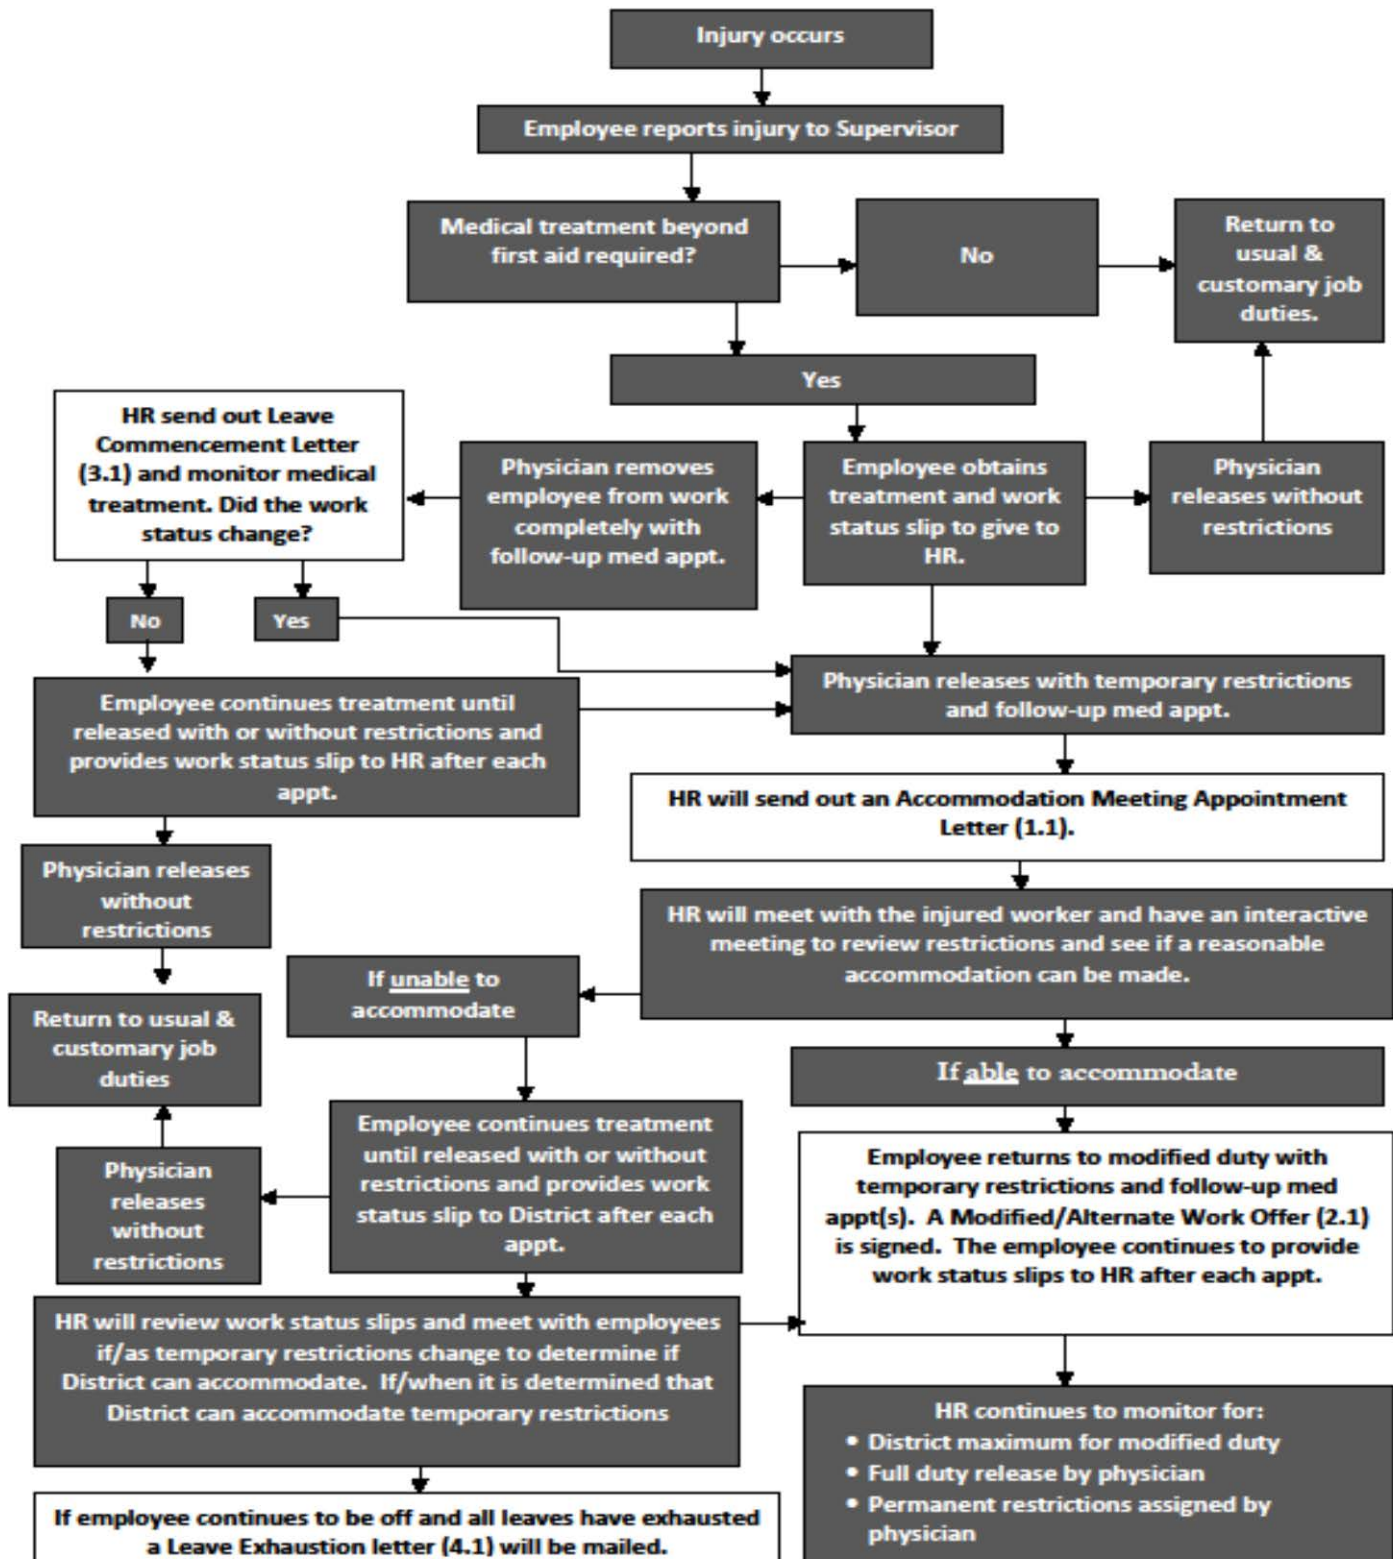 Injury occurs
Employee reports injury to Supervisor
Medical treatment beyond
first aid required?
No
Return to
usual &
customary job
duties.
Yes
HR send out Leave
Commencement Letter
(3.1) and monitor medical
treatment. Did the work
status change?
Physician removes
employee from work
completely with
follow-up med appt.
Employee obtains
treatment and work
status slip to give to
HR.
Physician
releases without
restrictions
No
Yes
Employee continues treatment until
released with or without restrictions and
provides work status slip to HR after each
appt.
Physician releases with temporary restrictions
and follow-up med appt.
HR will send out an Accommodation Meeting Appointment
Letter (1.1).
Physician releases
without
restrictions
HR will meet with the injured worker and have an interactive
meeting to review restrictions and see if a reasonable
accommodation can be made.
If unable to
accommodate
Return to usual &
customary job
duties
If able to accommodate
Employee continues treatment
until released with or without
restrictions and provides work
status slip to District after each
appt.
Physician
releases
without
restrictions
Employee returns to modified duty with
temporary restrictions and follow-up med
appt(s). A Modified/Alternate Work Offer (2.1)
is signed. The employee continues to provide
work status slips to HR after each appt.
HR will review work status slips and meet with employees
if/as temporary restrictions change to determine if
District can accommodate. If/when it is determined that
District can accommodate temporary restrictions
HR continues to monitor for:
• District maximum for modified duty
• Full duty release by physician
• Permanent restrictions assigned by
physician
If employee continues to be off and all leaves have exhausted
a Leave Exhaustion letter (4.1) will be mailed.